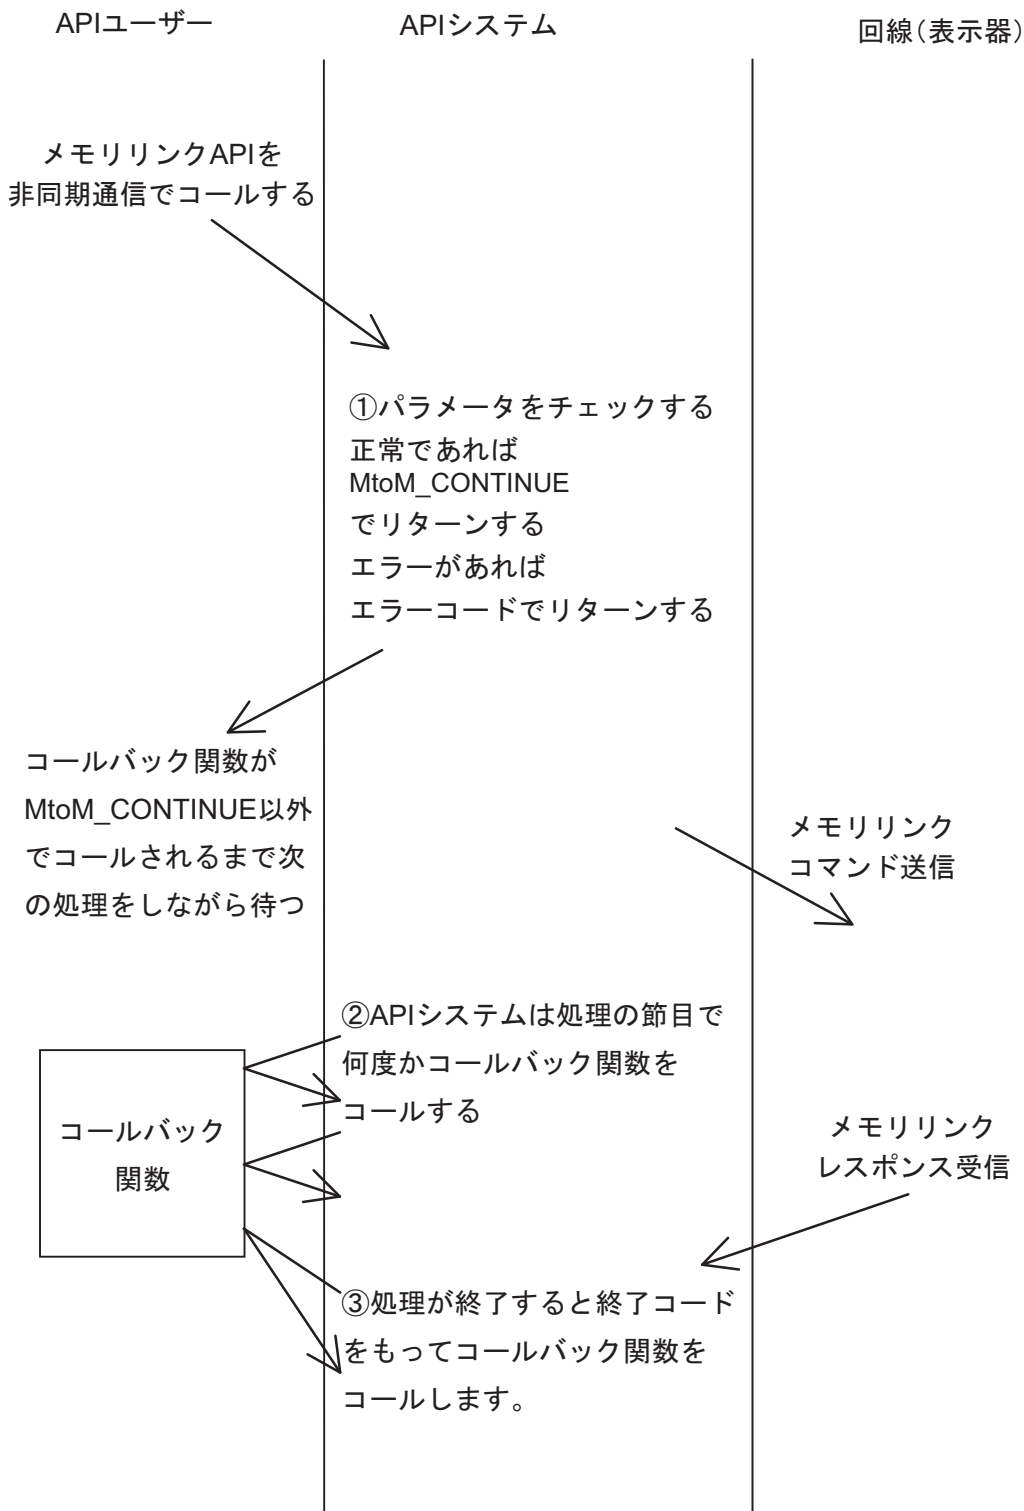 APIユーザー
APIシステム
回線(表示器)
メモリリンクAPIを
非同期通信でコールする
①パラメータをチェックする
正常であれば
MtoM_CONTINUE
でリターンする
エラーがあれば
エラーコードでリターンする
コールバック関数が
MtoM_CONTINUE以外
でコールされるまで次
の処理をしながら待つ
メモリリンク
コマンド送信
②APIシステムは処理の節目で
何度かコールバック関数を
コールする
コールバック
関数
メモリリンク
レスポンス受信
③処理が終了すると終了コード
をもってコールバック関数を
コールします。